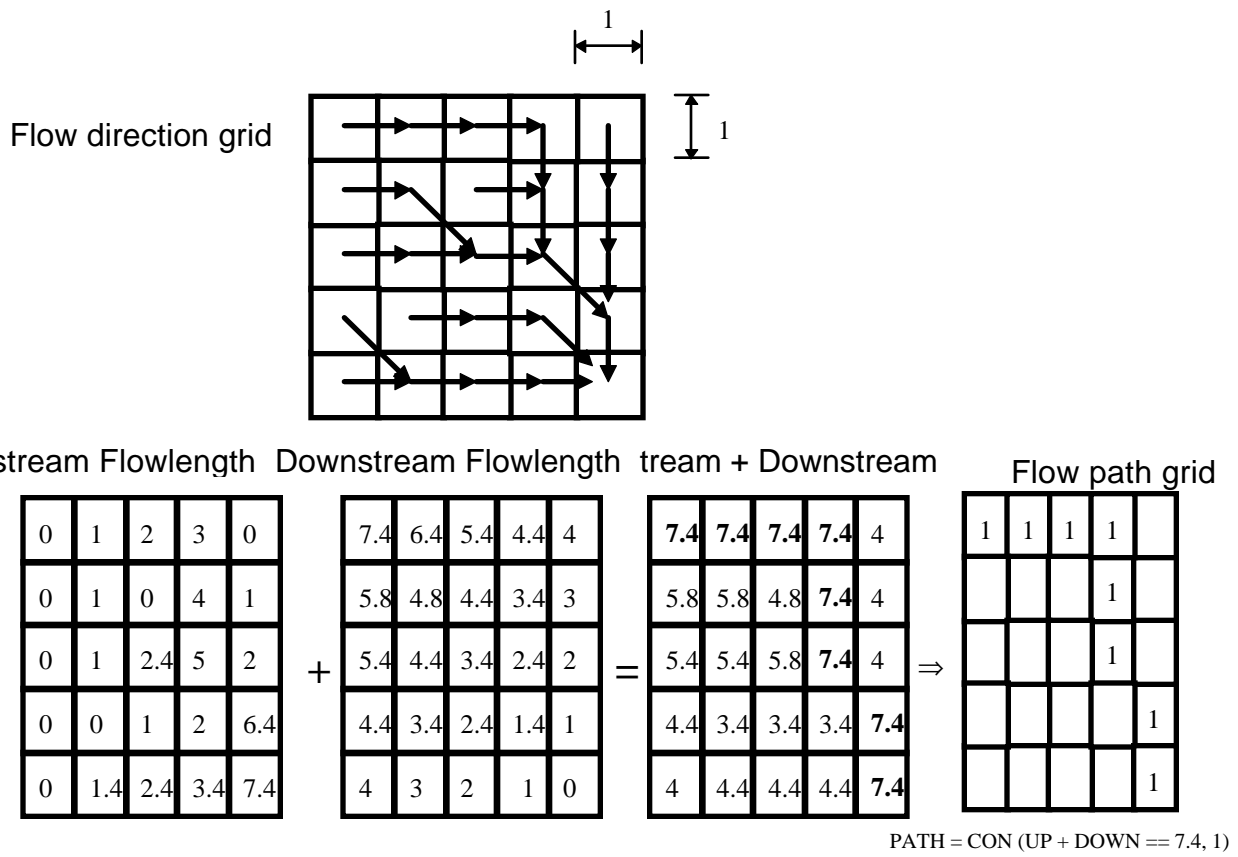 1
Flow direction grid
1
stream Flowlength Downstream Flowlength tream + Downstream Flow path grid
0 1 2 3 0 7.4 6.4 5.4 4.4 4 7.4 7.4 7.4 7.4 4 1 1 1 1
0 1 0 4 1 5.8 4.8 4.4 3.4 3 5.8 5.8 4.8 7.4 4 1
0 1 2.4 5 2 + 5.4 4.4 3.4 2.4 2 = 5.4 5.4 5.8 7.4 4 ⇒ 1
0 0 1 2 6.4 4.4 3.4 2.4 1.4 1 4.4 3.4 3.4 3.4 7.4 1
0 1.4 2.4 3.4 7.4 4 3 2 1 0 4 4.4 4.4 4.4 7.4 1
PATH = CON (UP + DOWN == 7.4, 1)